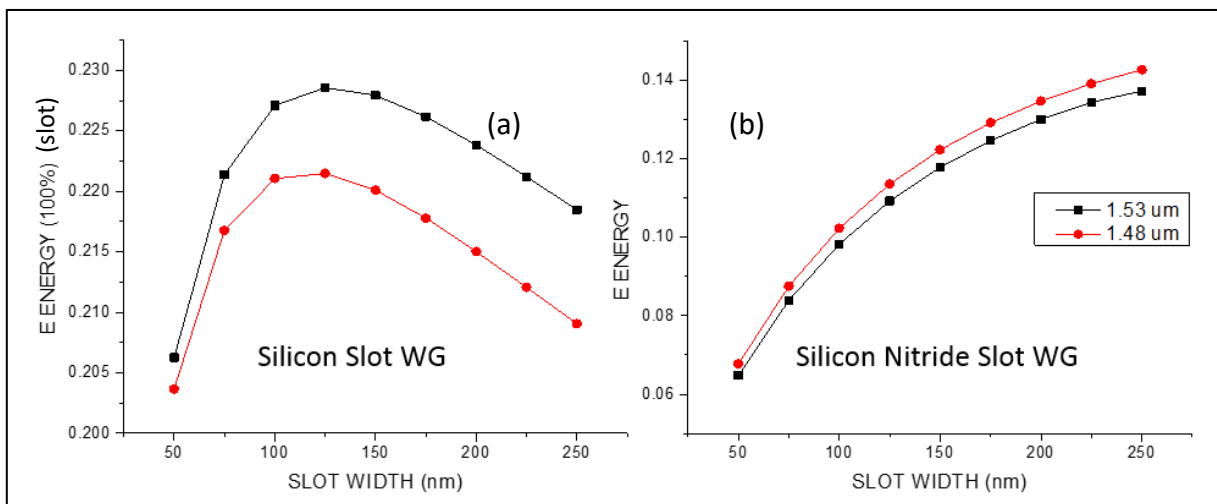 E ENERGY (100%) (slot)
0.230
0.225
0.220
0.215
0.210
0.205
0.200
(a)
Silicon Slot WG
50 100 150 200 250
SLOT WIDTH (nm)
E ENERGY
0.14
0.12
0.10
0.08
0.06
(b)
1.53 um
1.48 um
Silicon Nitride Slot WG
50 100 150 200 250
SLOT WIDTH (nm)